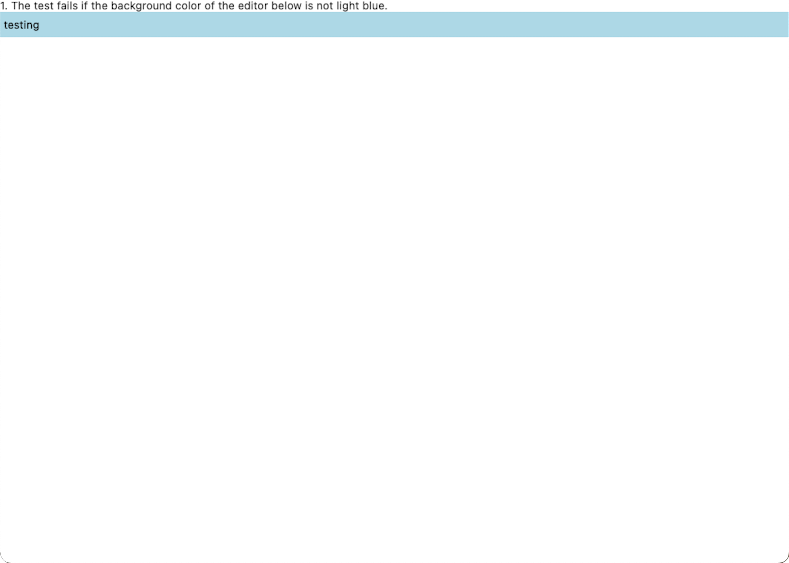 1. The test fails if the background color of the editor below is not light blue.
testing